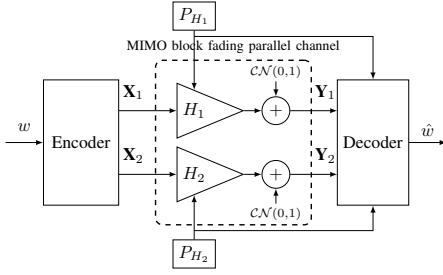 P_{H_1}
MIMO block fading parallel channel
𝒞𝒩(0,1)
X_1
H_1
+
Y_1
w
Encoder
Decoder
ŵ
X_2
H_2
+
Y_2
𝒞𝒩(0,1)
P_{H_2}